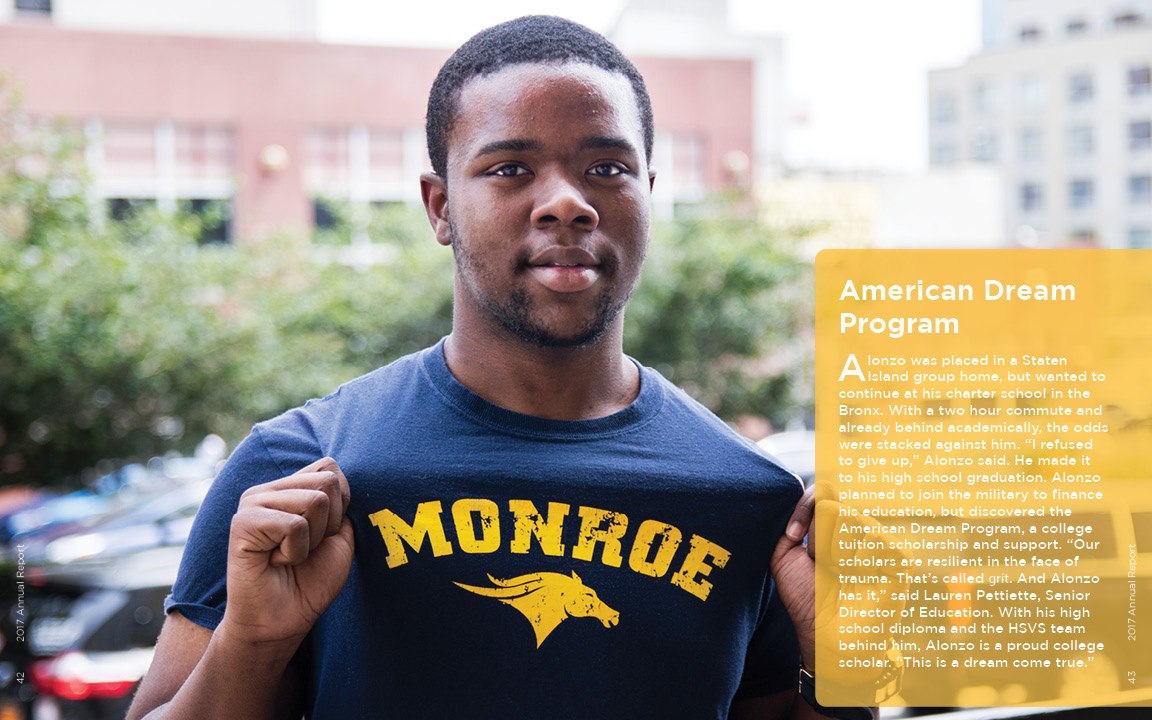 MONROE
American Dream
Program
Alonzo was placed in a Staten
Island group home, but wanted to
continue at his charter school in the
Bronx. With a two hour commute and
already behind academically, the odds
were stacked against him. “I refused
to give up,” Alonzo said. He made it
to his high school graduation. Alonzo
planned to join the military to finance
his education, but discovered the
American Dream Program, a college
tuition scholarship and support. “Our
scholars are resilient in the face of
trauma. That’s called grit. And Alonzo
has it,” said Lauren Pettiette, Senior
Director of Education. With his high
school diploma and the HSVS team
behind him, Alonzo is a proud college
scholar. “This is a dream come true.”
42 2017 Annual Report
43 2017 Annual Report